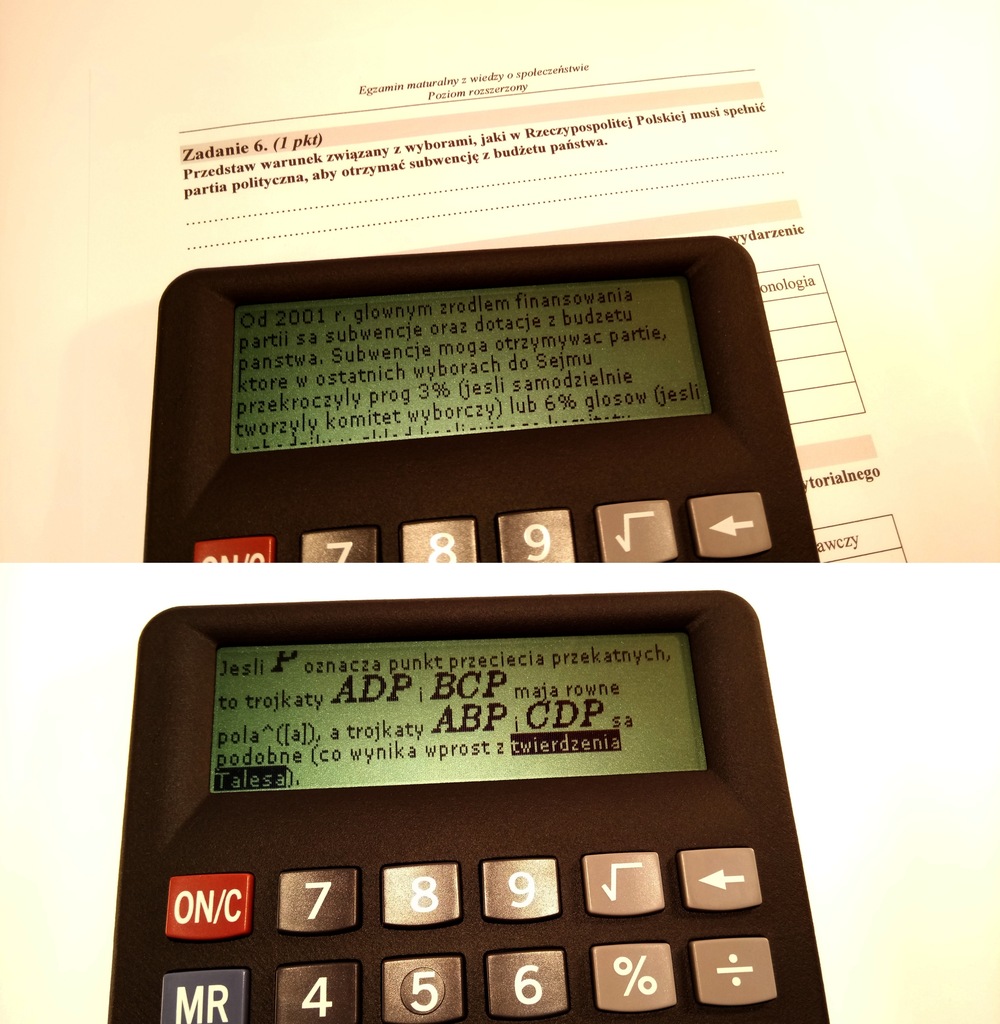 Egzamin maturalny z wiedzy o społeczeństwie
Poziom rozszerzony
Zadanie 6. (1 pkt)
Przedstaw warunek związany z wyborami, jaki w Rzeczypospolitej Polskiej musi spełnić
partia polityczna, aby otrzymać subwencję z budżetu państwa.
wydarzenie
onologia
Od 2001 r. glownym zrodlem finansowania
partii sa subwencje oraz dotacje z budzetu
panstwa. Subwencje moga otrzymywac partie,
ktore w ostatnich wyborach do Sejmu
przekroczyly prog 3% (jesli samodzielnie
tworzyly komitet wyborczy) lub 6% glosow (jesli
ytorialnego
awczy
ON/C 7 8 9 √ ←
Jesli P oznacza punkt przeciecia przekatnych,
to trojkaty ADP i BCP maja rowne
pola^([a]), a trojkaty ABP i CDP sa
podobne (co wynika wprost z twierdzenia
Talesa).
ON/C 7 8 9 √ ←
MR 4 5 6 % ÷